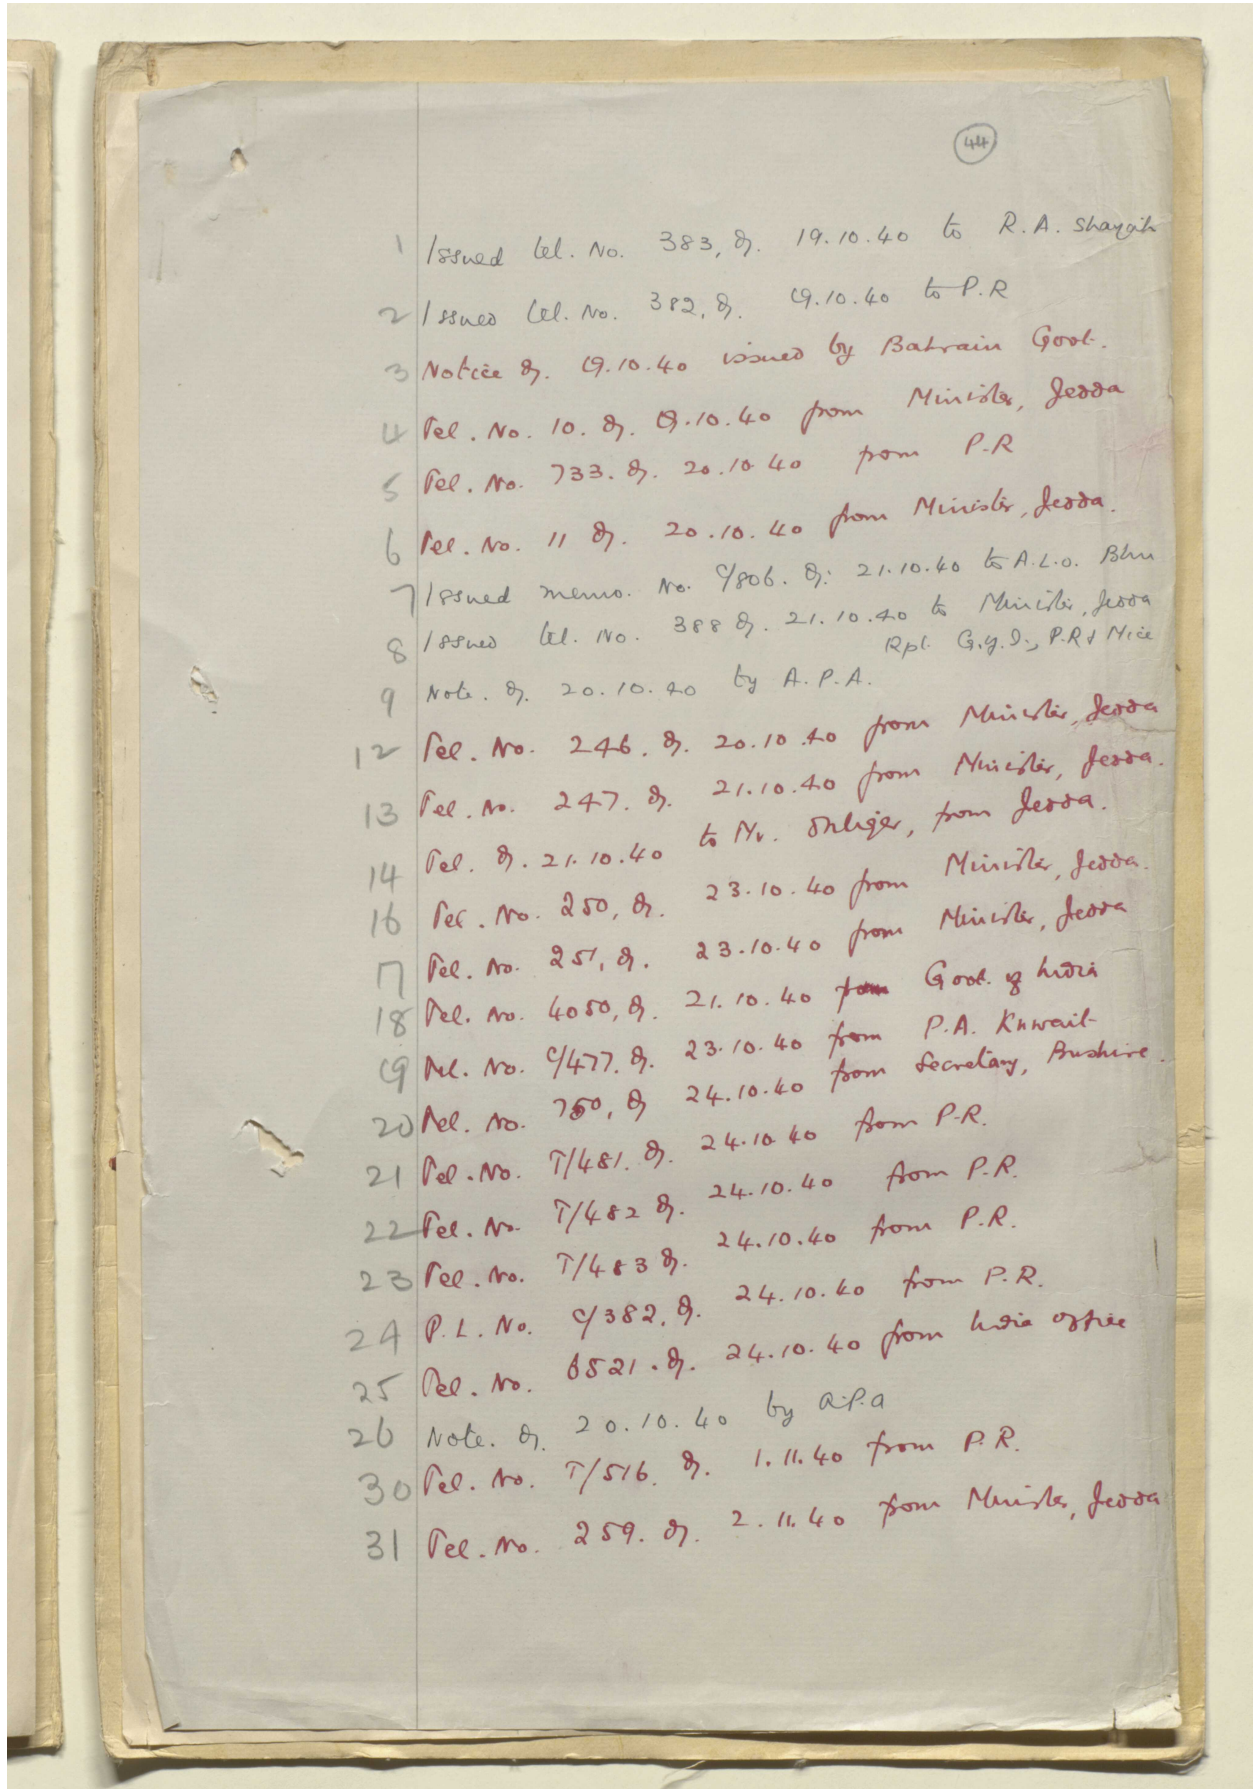 44
1 Issued tel. No. 383, d. 19.10.40 to R.A. Sharjah
2 Issued tel. No. 382, d. 19.10.40 to P.R
3 Notice d. 19.10.40 issued by Bahrain Govt.
4 Tel. No. 10. d. 19.10.40 from Minister, Jedda
5 Tel. No. 733. d. 20.10.40 from P.R
6 Tel. No. 11 d. 20.10.40 from Minister, Jedda.
7 Issued memo. No. C/806. d: 21.10.40 to A.L.O. Bhn
8 Issued tel. No. 388 d. 21.10.40 to Minister, Jedda
Rpt. G.y.I., P.R &
9 Note. d. 20.10.40 by A.P.A.
12 Tel. No. 246. d. 20.10.40 from Minister, Jedda
13 Tel. No. 247. d. 21.10.40 from Minister, Jedda.
14 Tel. d. 21.10.40 to Mr. Ohliger, from Jedda.
16 Tel. No. 250, d. 23.10.40 from Minister, Jedda.
17 Tel. No. 251, d. 23.10.40 from Minister, Jedda
18 Tel. No. 4050, d. 21.10.40 from Govt. of India
19 Tel. No. C/477. d. 23.10.40 from P.A. Kuwait
20 Tel. No. 750, d 24.10.40 from Secretary, Bushire.
21 Tel. No. T/481. d. 24.10.40 from P.R.
22 Tel. No. T/482 d. 24.10.40 from P.R.
23 Tel. No. T/483 d. 24.10.40 from P.R.
24 P.L. No. C/382, d. 24.10.40 from P.R.
25 Tel. No. 6521. d. 24.10.40 from India office
26 Note. d. 20.10.40 by A.P.A
30 Tel. No. T/516. d. 1.11.40 from P.R.
31 Tel. No. 259. d. 2.11.40 from Minister, Jedda